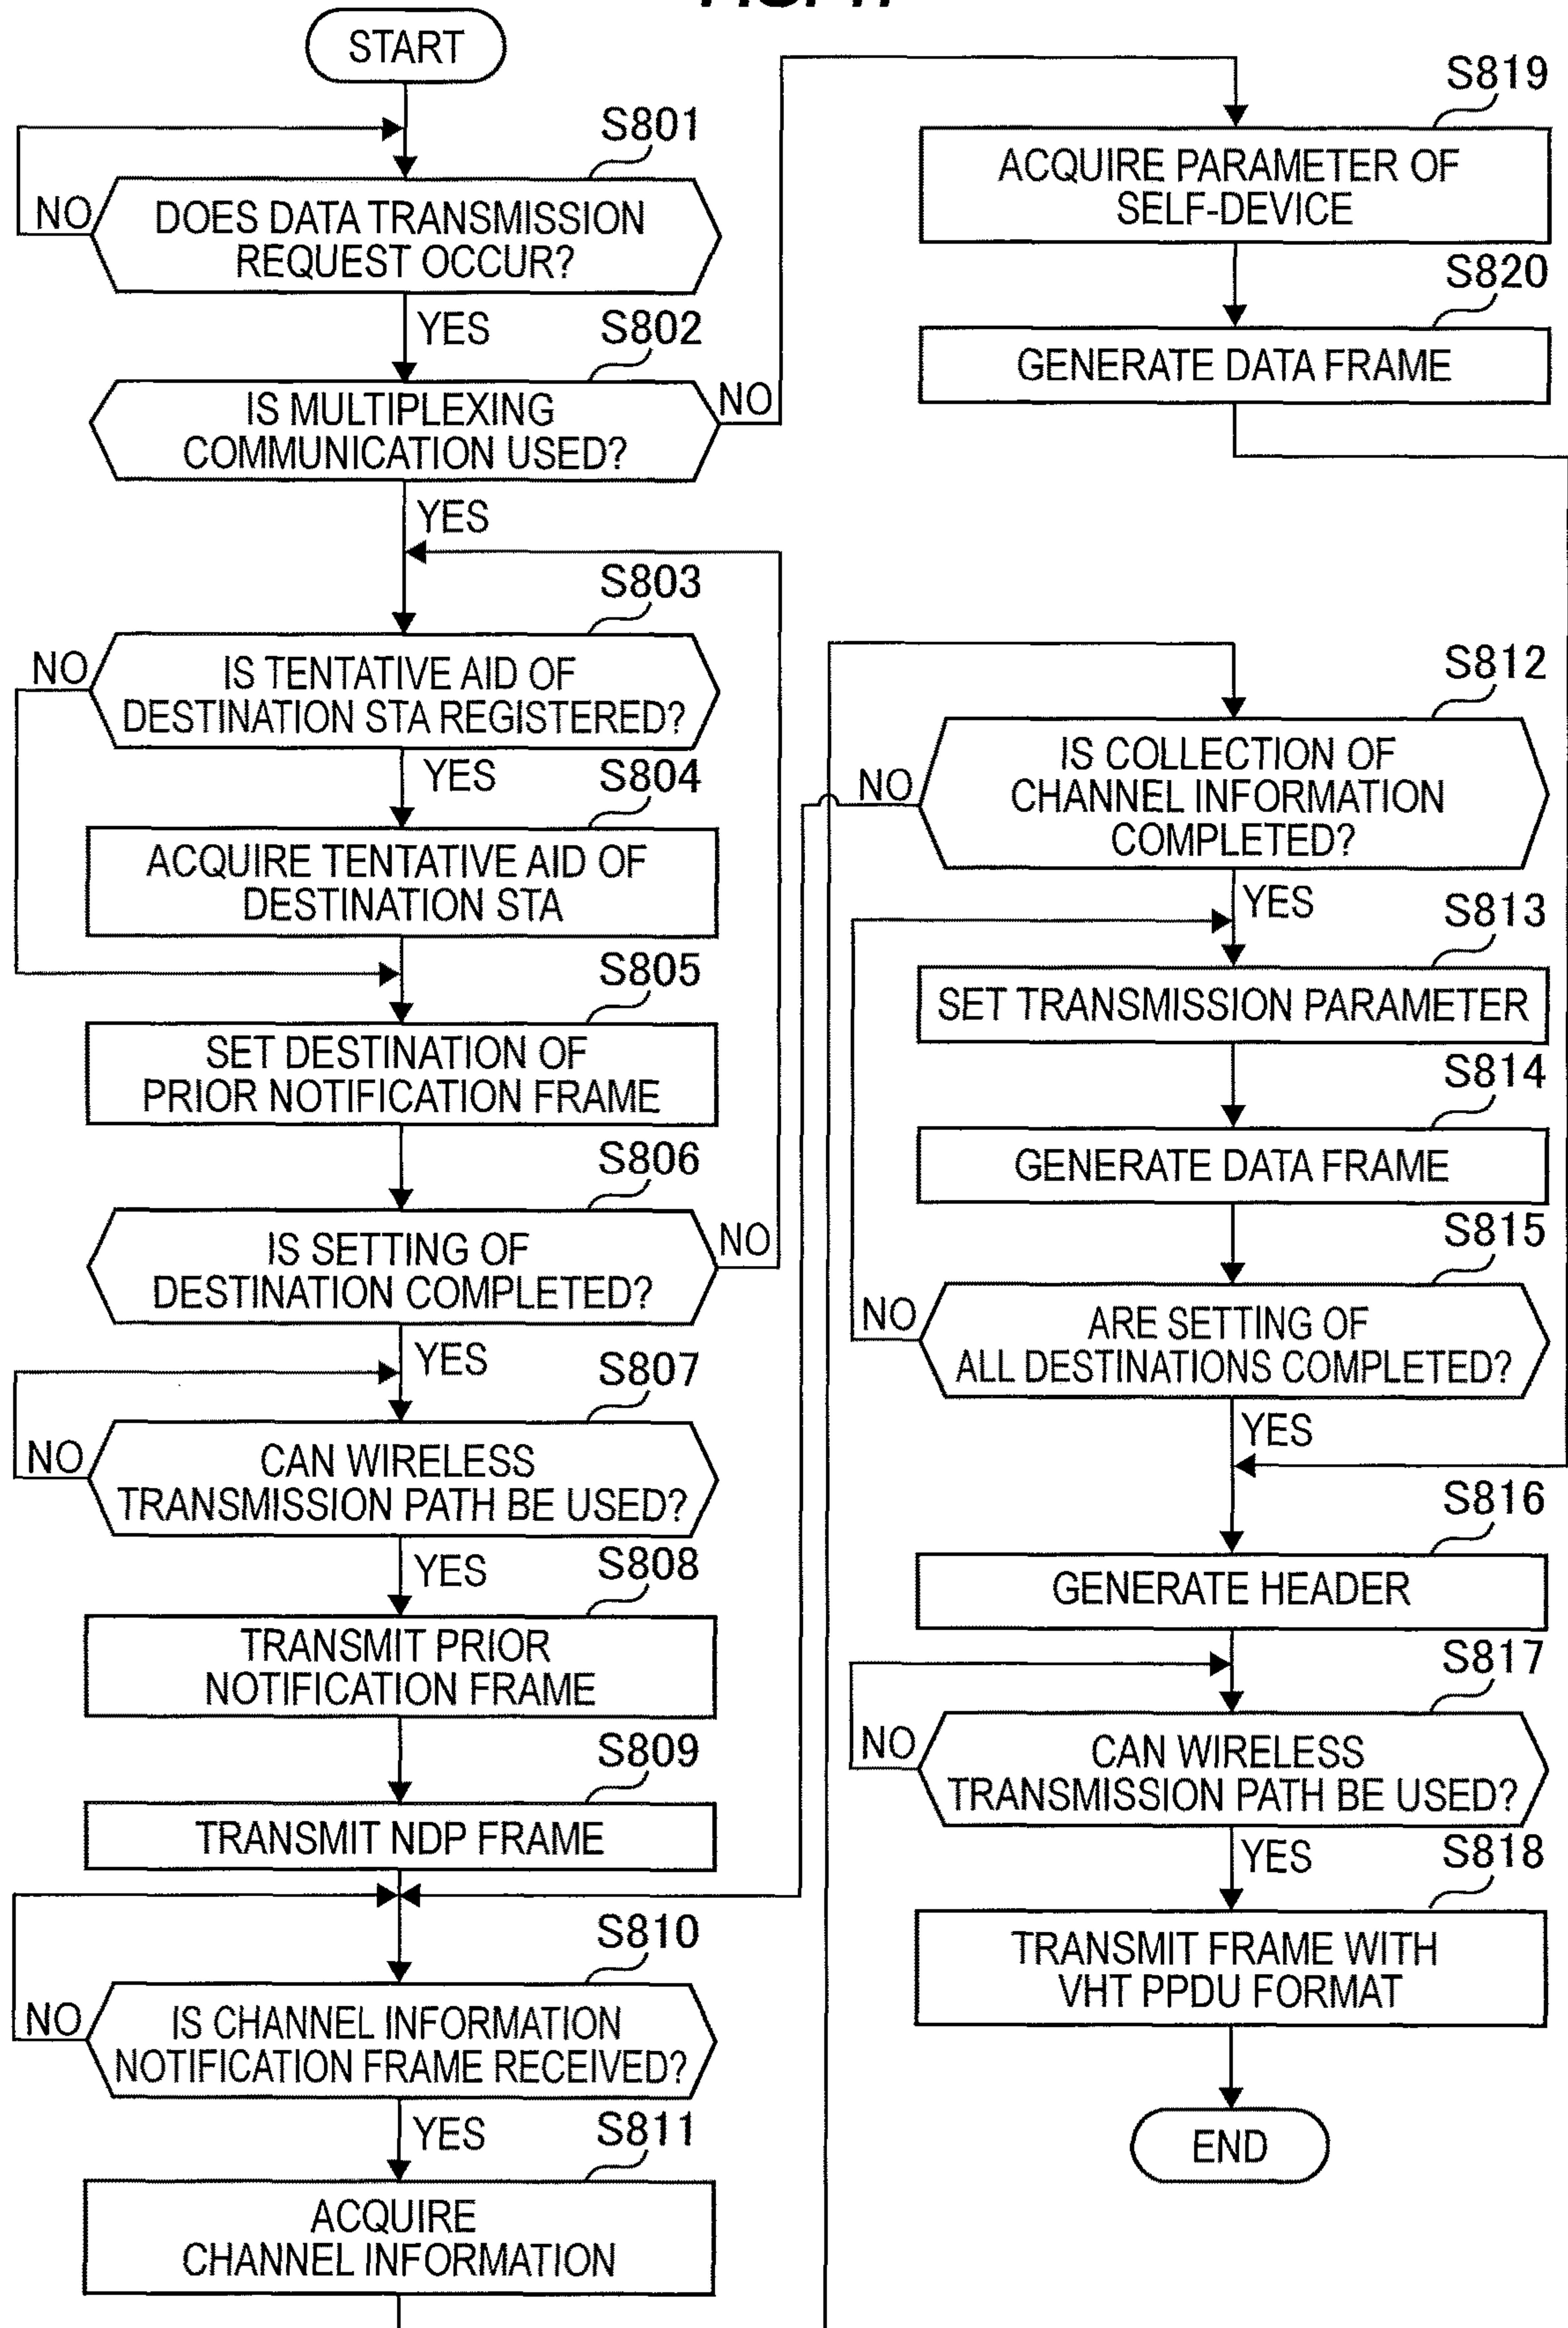 START
S801
NO
DOES DATA TRANSMISSION
REQUEST OCCUR?
YES
S802
IS MULTIPLEXING
COMMUNICATION USED?
NO
YES
S803
NO
IS TENTATIVE AID OF
DESTINATION STA REGISTERED?
YES
S804
ACQUIRE TENTATIVE AID OF
DESTINATION STA
S805
SET DESTINATION OF
PRIOR NOTIFICATION FRAME
S806
IS SETTING OF
DESTINATION COMPLETED?
NO
YES
S807
NO
CAN WIRELESS
TRANSMISSION PATH BE USED?
YES
S808
TRANSMIT PRIOR
NOTIFICATION FRAME
S809
TRANSMIT NDP FRAME
S810
NO
IS CHANNEL INFORMATION
NOTIFICATION FRAME RECEIVED?
YES
S811
ACQUIRE
CHANNEL INFORMATION
S819
ACQUIRE PARAMETER OF
SELF-DEVICE
S820
GENERATE DATA FRAME
S812
NO
IS COLLECTION OF
CHANNEL INFORMATION
COMPLETED?
YES
S813
SET TRANSMISSION PARAMETER
S814
GENERATE DATA FRAME
S815
NO
ARE SETTING OF
ALL DESTINATIONS COMPLETED?
YES
S816
GENERATE HEADER
S817
NO
CAN WIRELESS
TRANSMISSION PATH BE USED?
YES
S818
TRANSMIT FRAME WITH
VHT PPDU FORMAT
END